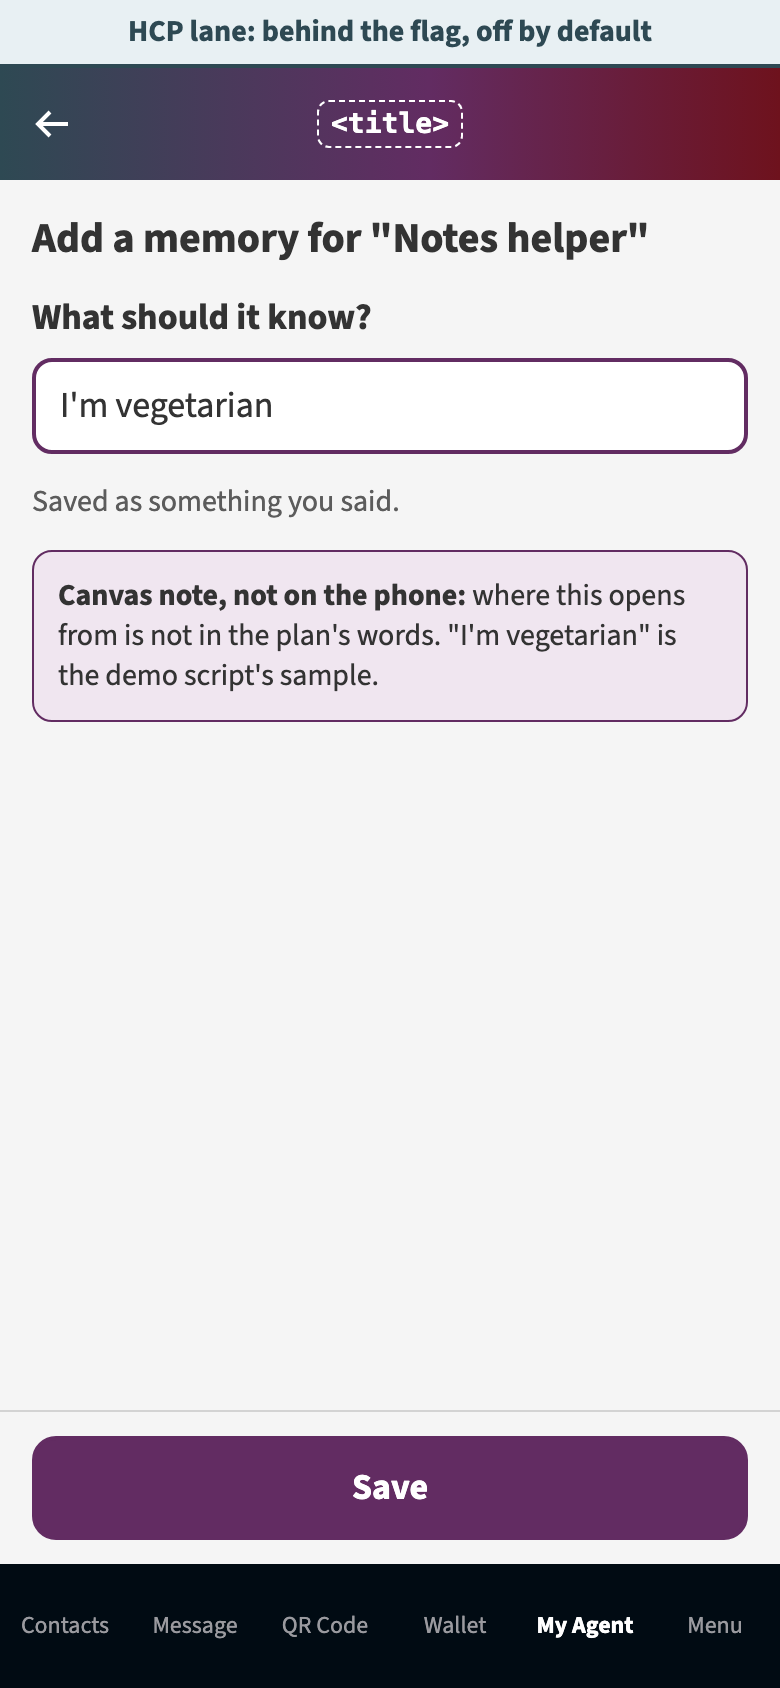 HCP lane: behind the flag, off by default
<title>
Add a memory for "Notes helper"
What should it know?
I'm vegetarian
Saved as something you said.
Canvas note, not on the phone: where this opens
from is not in the plan's words. "I'm vegetarian" is
the demo script's sample.
Save
Contacts Message QR Code Wallet My Agent Menu